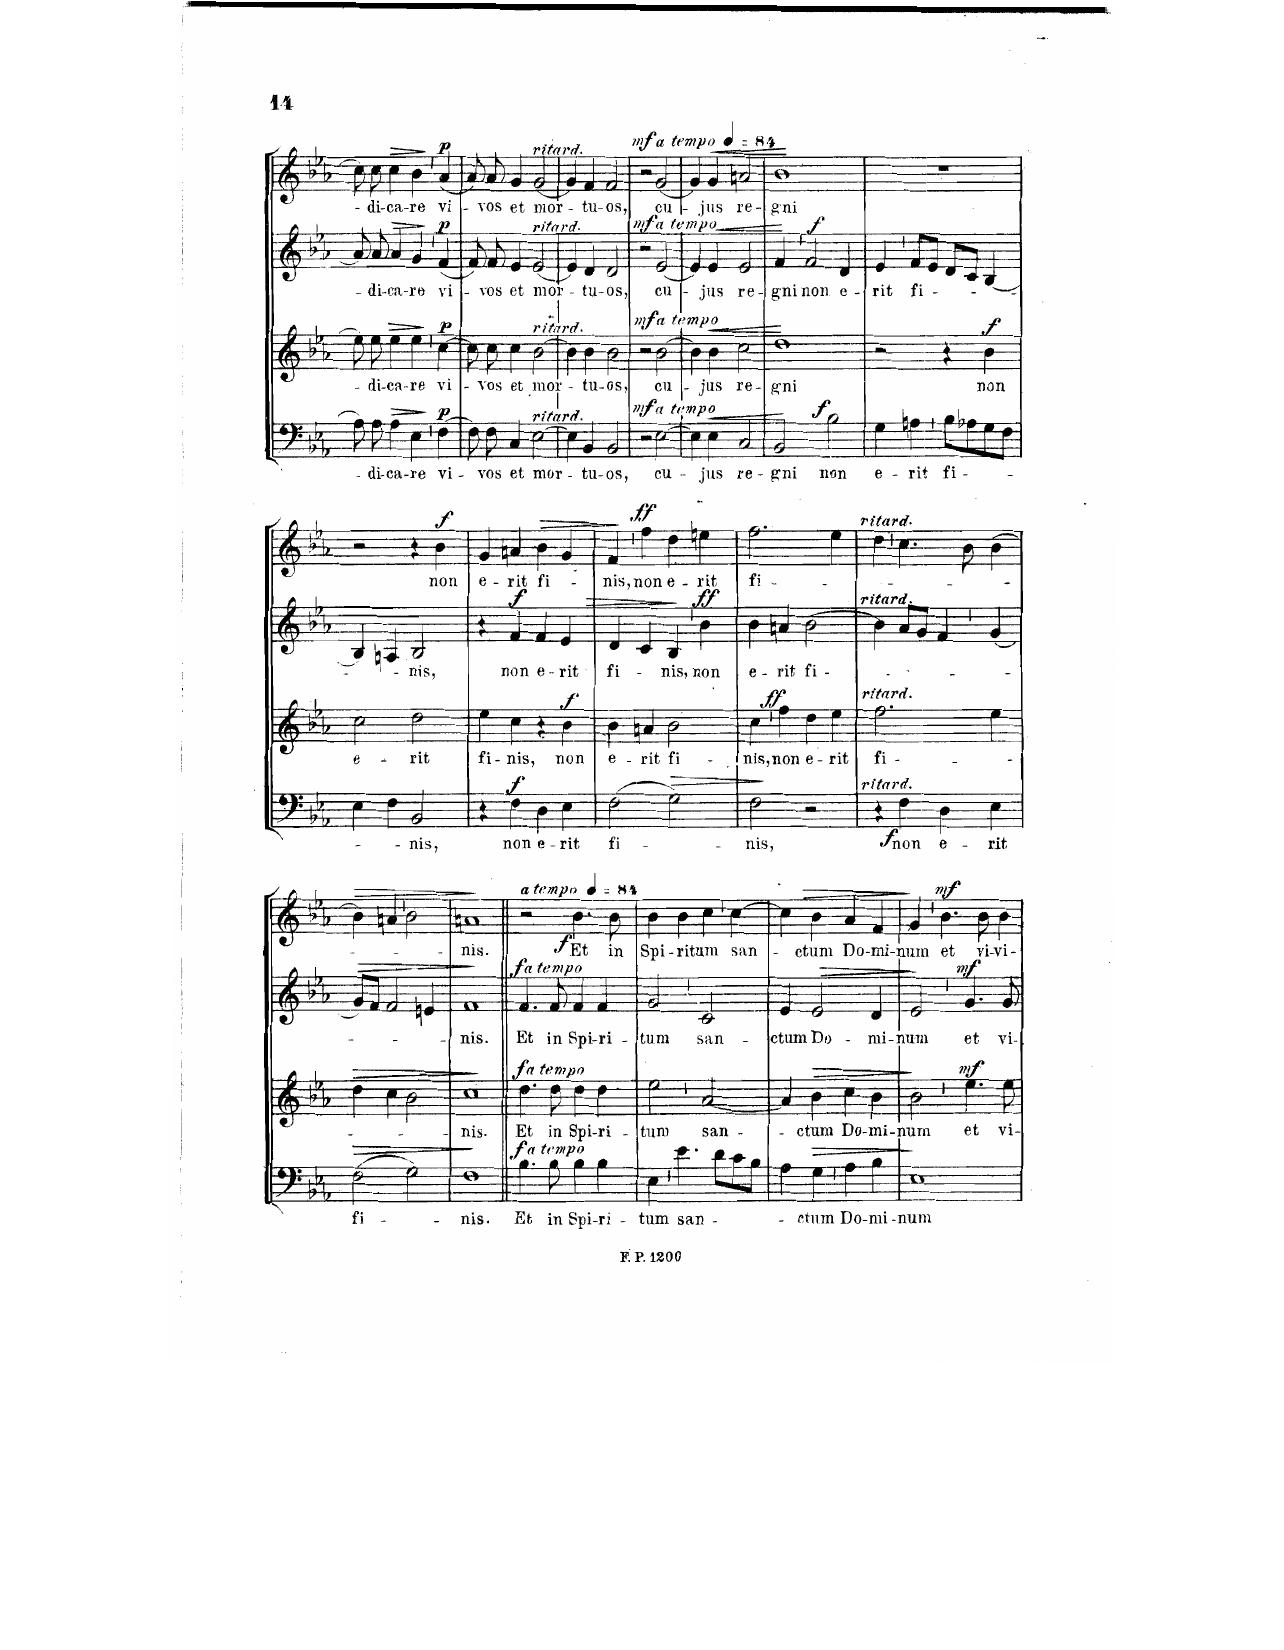 14
mf a tempo ♩ = 84
p ritard.
- di-ca-re vi - vos et mor - tu-os, cu - jus re-gni
p ritard. mf a tempo f
- di-ca-re vi - vos et mor - tu-os, cu - jus re-gni non e-rit fi - - -
p ritard. mf a tempo f
- di-ca-re vi - vos et mor - tu-os, cu - jus re-gni non
p ritard. mf a tempo f
- di-ca-re vi - vos et mor - tu-os, cu - jus re-gni non e-rit fi - -
f ff ritard.
non e-rit fi - nis, non e-rit fi - - - - -
f ff ritard.
- - nis, non e-rit fi - nis, non e-rit fi - - - -
f ff ritard.
e - rit fi-nis, non e-rit fi - nis, non e-rit fi - - -
f ritard.
- - nis, non e-rit fi - - nis, non e - rit
f
a tempo ♩ = 84 mf
- - - nis. Et in Spi-ritum san - ctum Do-mi-num et vi-vi-
f
f a tempo mf
- - - nis. Et in Spi-ri-tum san - ctum Do - mi-num et vi-
f a tempo mf
- - - nis. Et in Spi-ri-tum san - ctum Do-mi-num et vi-
f a tempo
fi - - nis. Et in Spi-ri-tum san - - ctum Do-mi-num
F. P. 1200